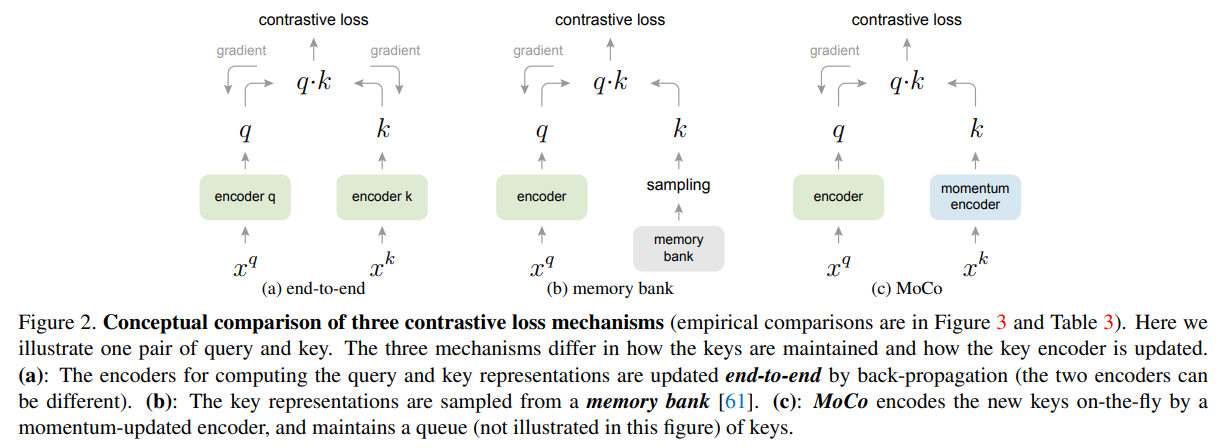 contrastive loss contrastive loss contrastive loss
gradient gradient gradient gradient
q·k q·k q·k
q k q k q k
sampling
encoder q encoder k encoder encoder momentum encoder
memory bank
x^q x^k x^q x^q x^k
(a) end-to-end (b) memory bank (c) MoCo
Figure 2. Conceptual comparison of three contrastive loss mechanisms (empirical comparisons are in Figure 3 and Table 3). Here we
illustrate one pair of query and key. The three mechanisms differ in how the keys are maintained and how the key encoder is updated.
(a): The encoders for computing the query and key representations are updated end-to-end by back-propagation (the two encoders can
be different). (b): The key representations are sampled from a memory bank [61]. (c): MoCo encodes the new keys on-the-fly by a
momentum-updated encoder, and maintains a queue (not illustrated in this figure) of keys.